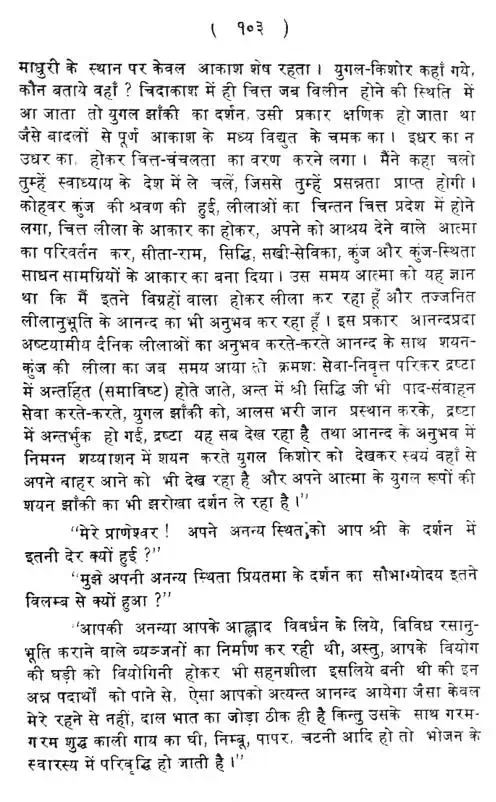 ( १०३ )
माधुरी के स्थान पर केवल आकाश शेष रहता । युगल-किशोर कहाँ गये,
कौन बताये वहाँ ? चिदाकाश में ही चित्त जब विलीन होने की स्थिति में
आ जाता तो युगल झाँकी का दर्शन, उसी प्रकार क्षणिक हो जाता था
जैसे बादलों से पूर्ण आकाश के मध्य विद्युत के चमक का । इधर का न
उधर का, होकर चित्त-चंचलता का वरण करने लगा । मैंने कहा चलो
तुम्हें स्वाध्याय के देश में ले चलें, जिससे तुम्हें प्रसन्नता प्राप्त होगी ।
कोहवर कुंज की श्रवण की हुई, लीलाओं का चिन्तन चित्त प्रदेश में होने
लगा, चित्त लीला के आकार का होकर, अपने को आश्रय देने वाले आत्मा
का परिवर्तन कर, सीता-राम, सिद्धि, सखी-सेविका, कुंज और कुंज-स्थिता
साधन सामग्रियों के आकार का बना दिया । उस समय आत्मा को यह ज्ञान
था कि मैं इतने विग्रहों वाला होकर लीला कर रहा हूँ और तज्जनित
लीलानुभूति के आनन्द का भी अनुभव कर रहा हूँ । इस प्रकार आनन्दप्रदा
अष्टयामीय दैनिक लीलाओं का अनुभव करते-करते आनन्द के साथ शयन-
कुंज की लीला का जब समय आया तो क्रमशः सेवा-निवृत्त परिकर द्रष्टा
में अन्तर्हित (समाविष्ट) होते जाते, अन्त में श्री सिद्धि जी भी पाद-संवाहन
सेवा करते-करते, युगल झाँकी को, आलस भरी जान प्रस्थान करके, द्रष्टा
में अन्तर्भुक हो गई, द्रष्टा यह सब देख रहा है तथा आनन्द के अनुभव में
निमग्न शय्याशन में शयन करते युगल किशोर को देखकर स्वयं वहाँ से
अपने बाहर आने को भी देख रहा है और अपने आत्मा के युगल रूपों की
शयन झाँकी का भी झरोखा दर्शन ले रहा है ।"
"मेरे प्राणेश्वर ! अपने अनन्य स्थित को आप श्री के दर्शन में
इतनी देर क्यों हुई ?"
"मुझे अपनी अनन्य स्थिता प्रियतमा के दर्शन का सौभाग्योदय इतने
विलम्ब से क्यों हुआ ?"
"आपकी अनन्या आपके आह्लाद विवर्धन के लिये, विविध रसानु-
भूति कराने वाले व्यञ्जनों का निर्माण कर रही थी, अस्तु, आपके वियोग
की घड़ी को वियोगिनी होकर भी सहनशीला इसलिये बनी थी की इन
अन्न पदार्थों को पाने से, ऐसा आपको अत्यन्त आनन्द आयेगा जैसा केवल
मेरे रहने से नहीं, दाल भात का जोड़ा ठीक ही है किन्तु उसके साथ गरम-
गरम शुद्ध काली गाय का घी, निम्बू, पापर, चटनी आदि हो तो भोजन के
स्वारस्य में परिवृद्धि हो जाती है ।"